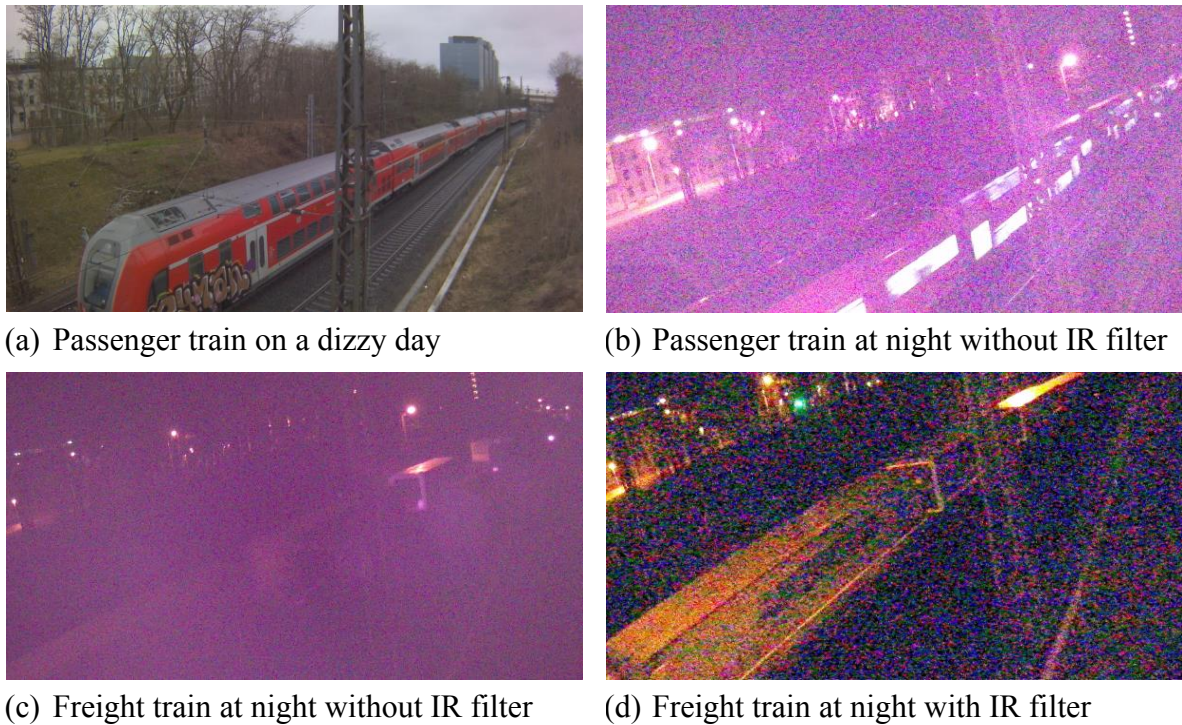 (a) Passenger train on a dizzy day
(b) Passenger train at night without IR filter
(c) Freight train at night without IR filter
(d) Freight train at night with IR filter